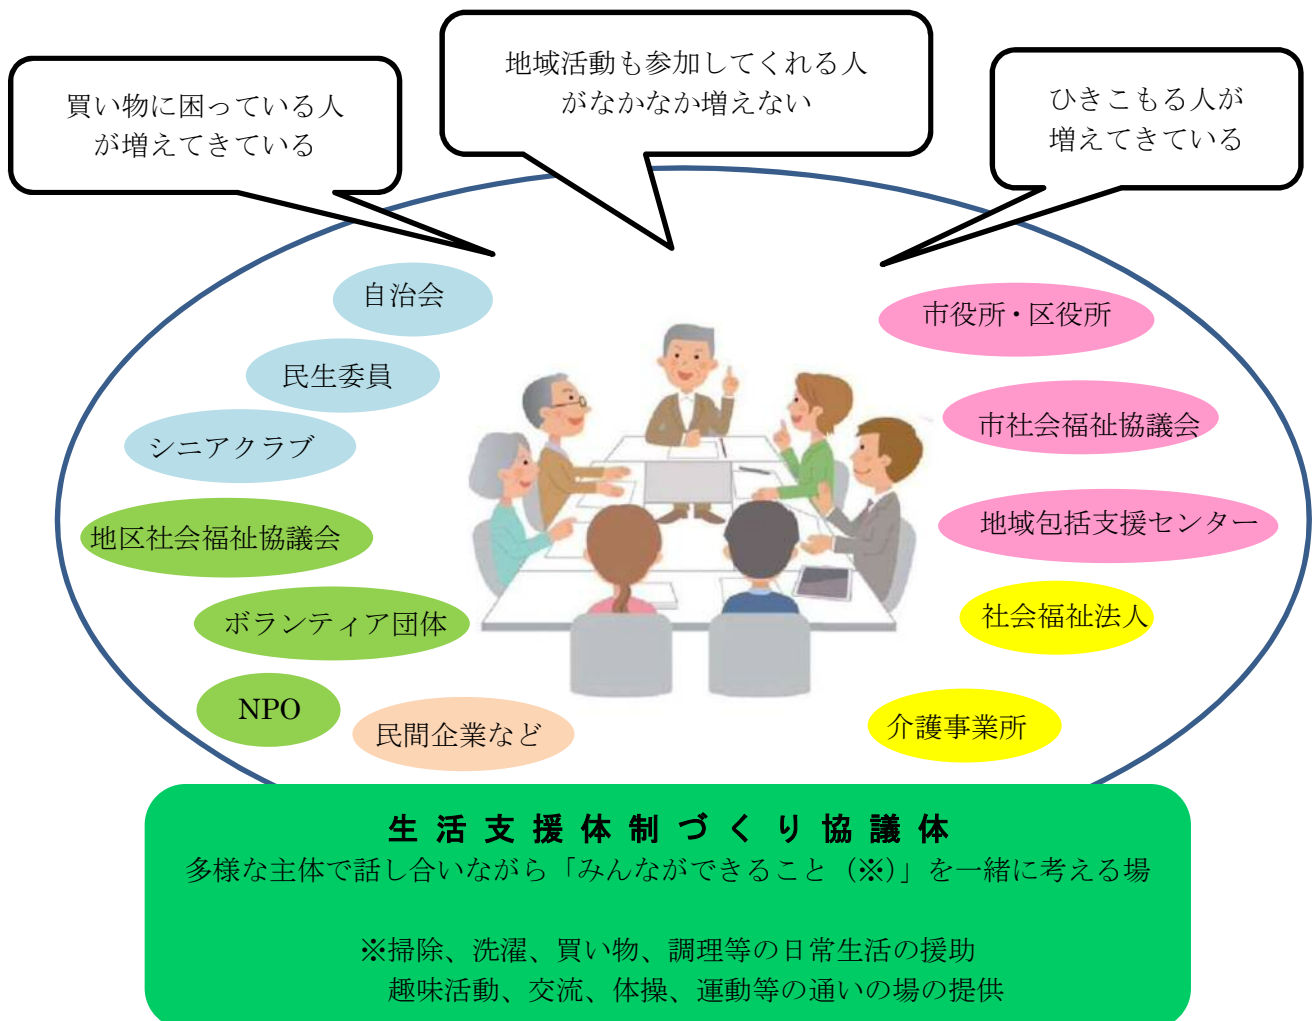 買い物に困っている人
が増えてきている
地域活動も参加してくれる人
がなかなか増えない
ひきこもる人が
増えてきている
自治会
民生委員
シニアクラブ
地区社会福祉協議会
ボランティア団体
NPO
民間企業など
市役所・区役所
市社会福祉協議会
地域包括支援センター
社会福祉法人
介護事業所
生活支援体制づくり協議体
多様な主体で話し合いながら「みんなができること（※）」を一緒に考える場
※掃除、洗濯、買い物、調理等の日常生活の援助
趣味活動、交流、体操、運動等の通いの場の提供